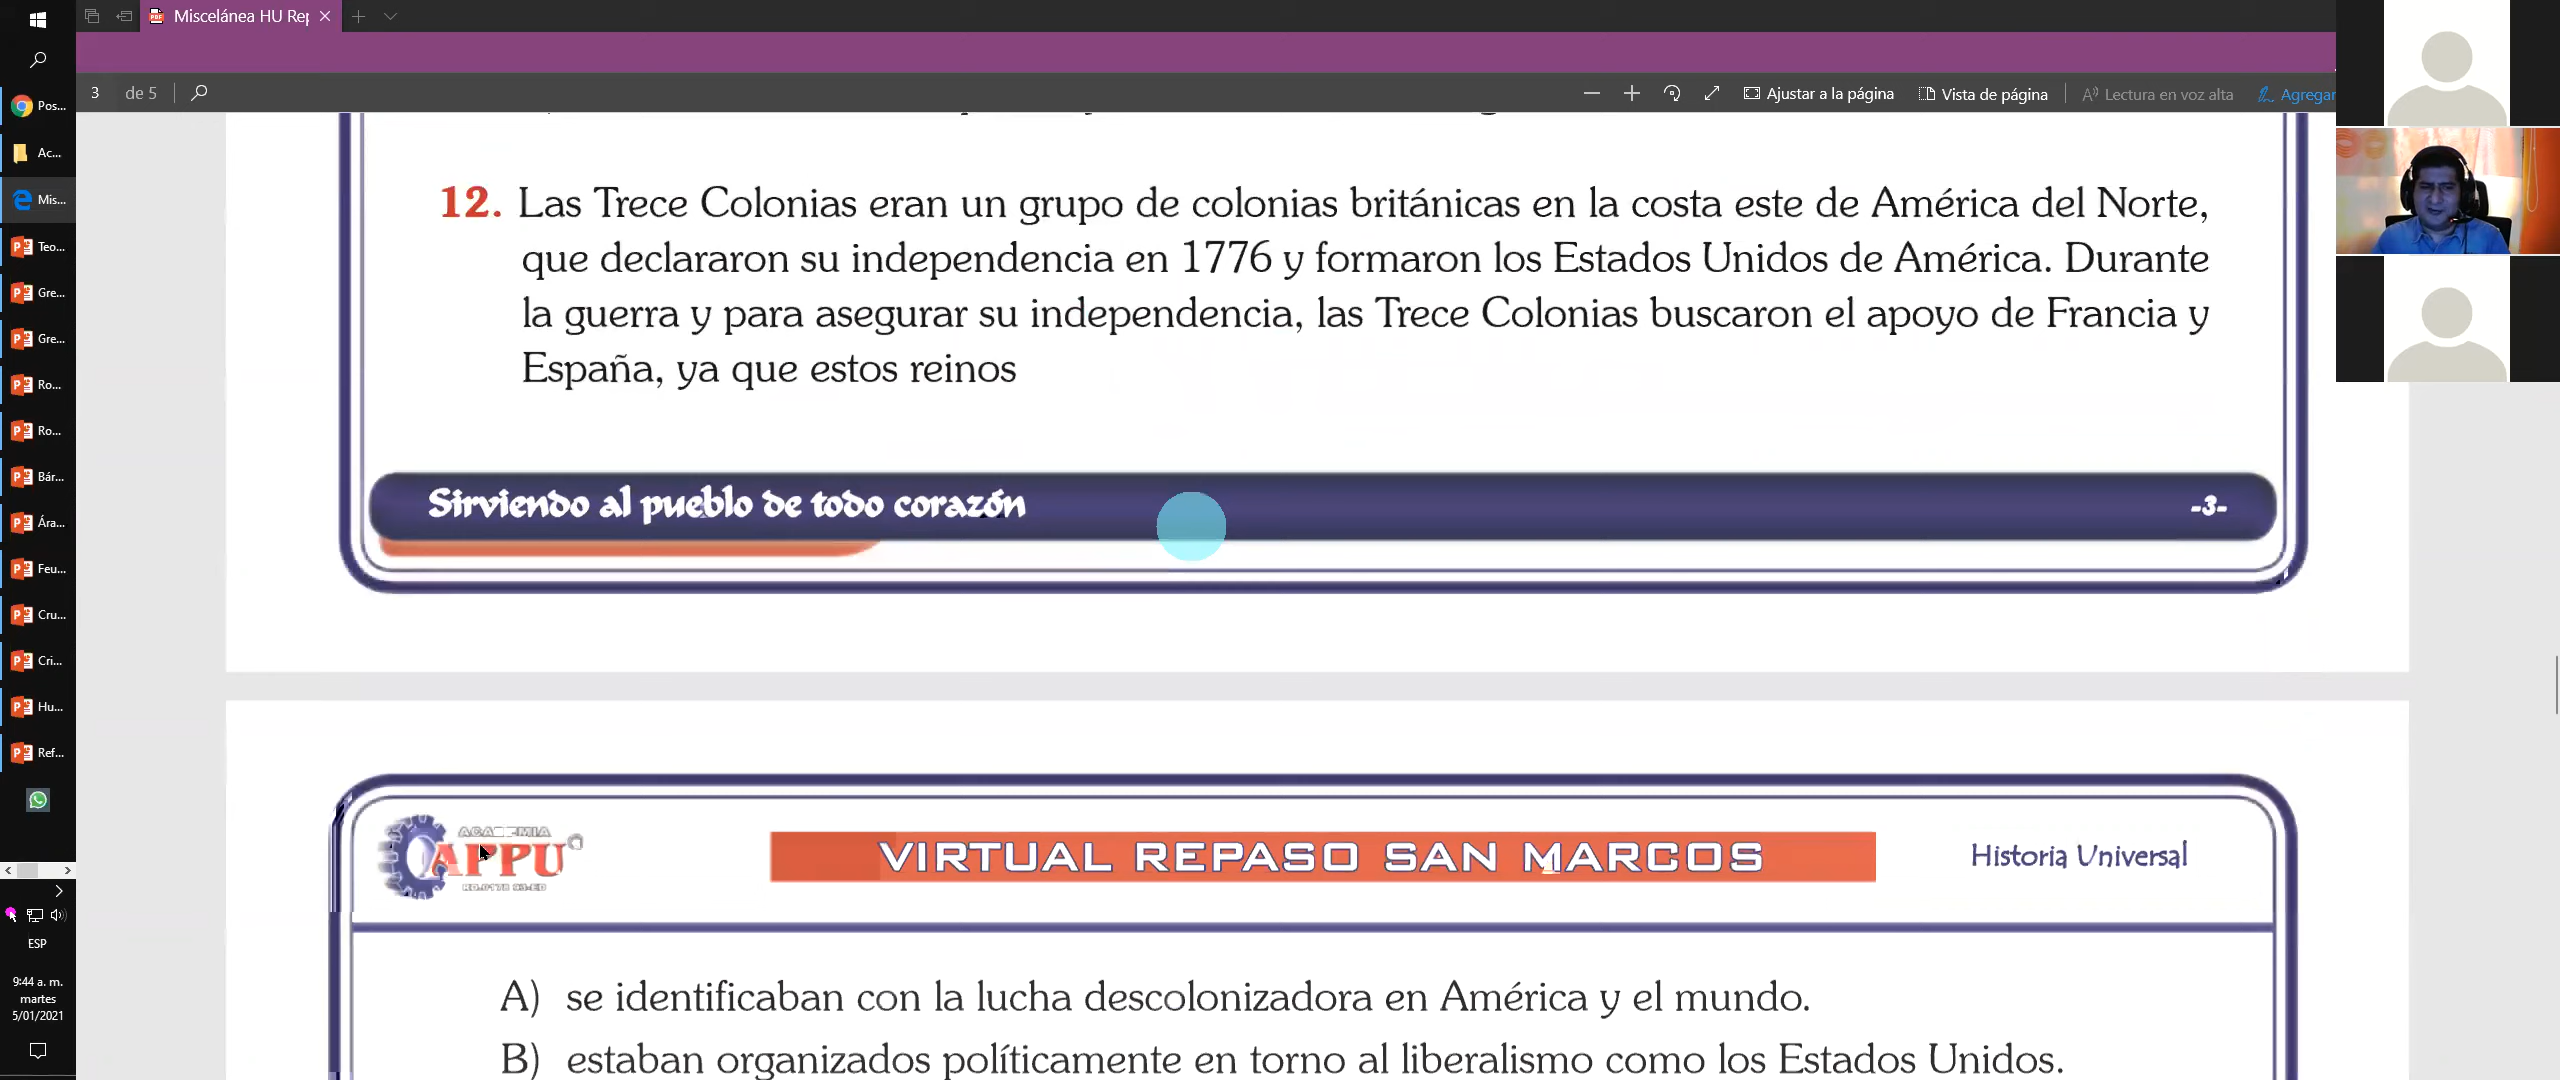 Miscelánea HU Rep
3 de 5
Ajustar a la página
Vista de página
Lectura en voz alta
Agregar
Pos...
Ac...
Mis...
Teo...
Gre...
Gre...
Ro...
Ro...
Bár...
Ára...
Feu...
Cru...
Cri...
Hu...
Ref...
ESP
9:44 a. m.
martes
5/01/2021
12. Las Trece Colonias eran un grupo de colonias británicas en la costa este de América del Norte,
que declararon su independencia en 1776 y formaron los Estados Unidos de América. Durante
la guerra y para asegurar su independencia, las Trece Colonias buscaron el apoyo de Francia y
España, ya que estos reinos
Sirviendo al pueblo de todo corazón
-3-
ACADEMIA
APPU
VIRTUAL REPASO SAN MARCOS
Historia Universal
A) se identificaban con la lucha descolonizadora en América y el mundo.
B) estaban organizados políticamente en torno al liberalismo como los Estados Unidos.